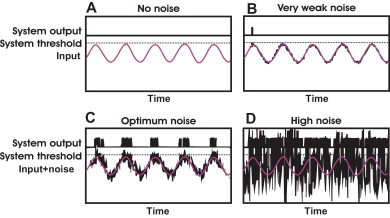 A No noise
B Very weak noise
System output
System threshold
Input
Time
Time
C Optimum noise
D High noise
System output
System threshold
Input+noise
Time
Time